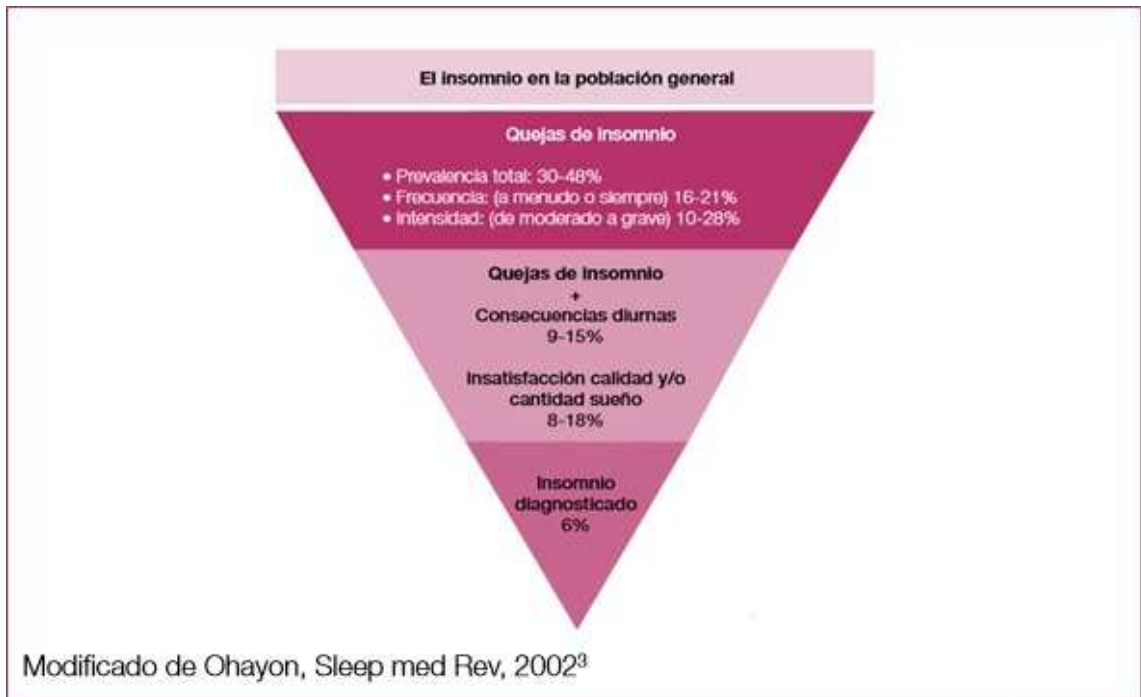 El insomnio en la población general
Quejas de insomnio
• Prevalencia total: 30-48%
• Frecuencia: (a menudo o siempre) 16-21%
• Intensidad: (de moderado a grave) 10-28%
Quejas de insomnio
+
Consecuencias diurnas
9-15%
Insatisfacción calidad y/o
cantidad sueño
8-18%
Insomnio
diagnosticado
6%
Modificado de Ohayon, Sleep med Rev, 2002³